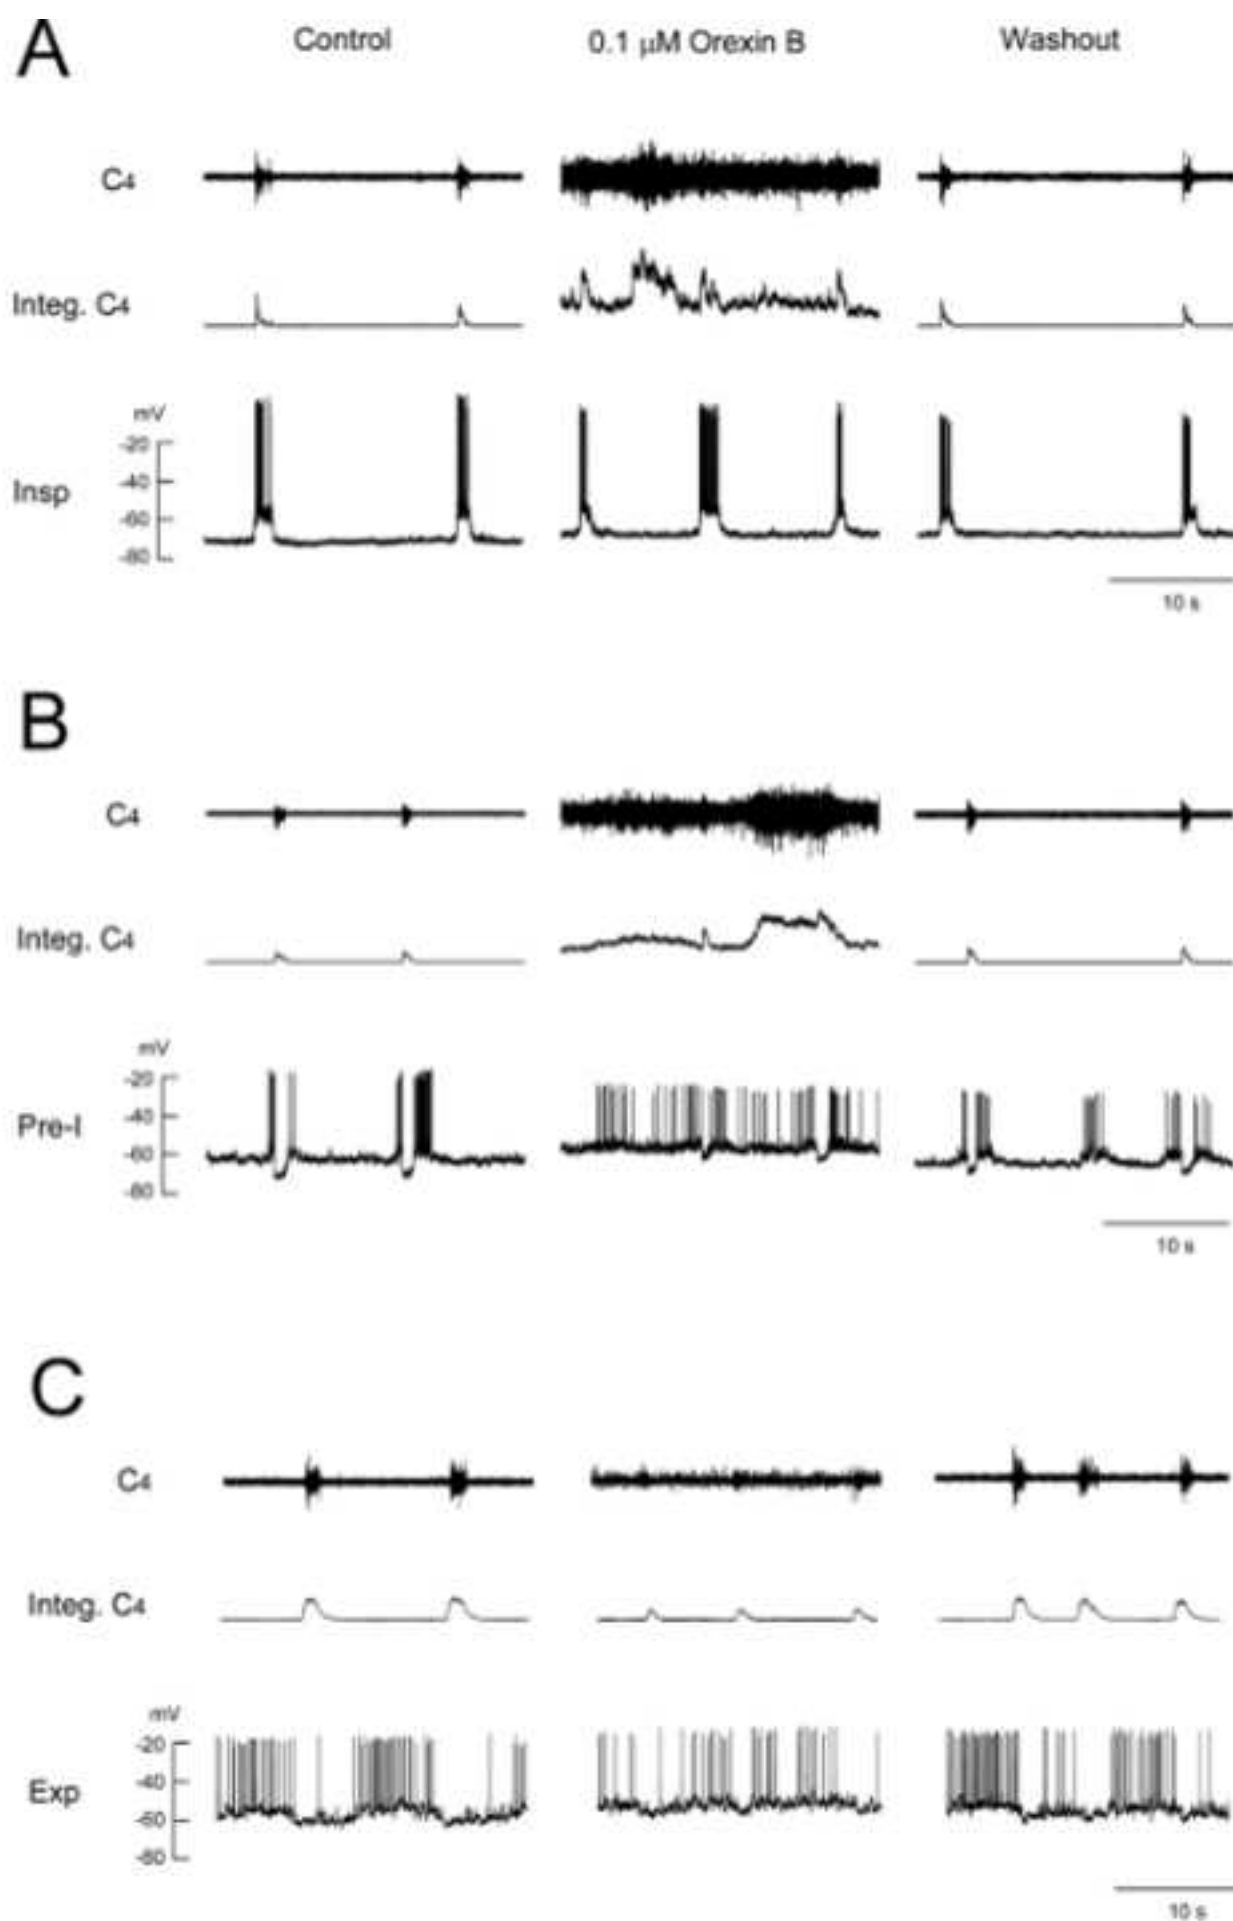 A
Control 0.1 μM Orexin B Washout
C4
Integ. C4
mV
-20
-40
-60
-80
Insp
10 s
B
C4
Integ. C4
mV
-20
-40
-60
-80
Pre-I
10 s
C
C4
Integ. C4
mV
-20
-40
-60
-80
Exp
10 s